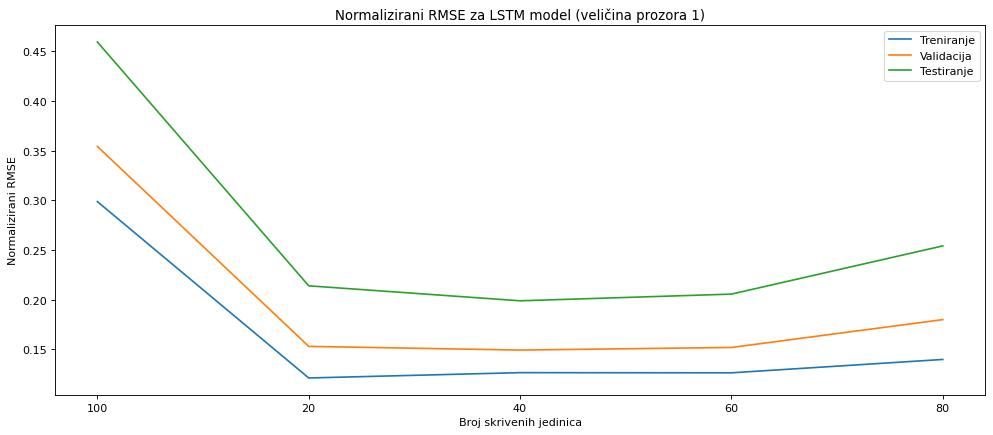 Normalizirani RMSE za LSTM model (veličina prozora 1)
Treniranje
Validacija
Testiranje
Normalizirani RMSE
0.45
0.40
0.35
0.30
0.25
0.20
0.15
100 20 40 60 80
Broj skrivenih jedinica